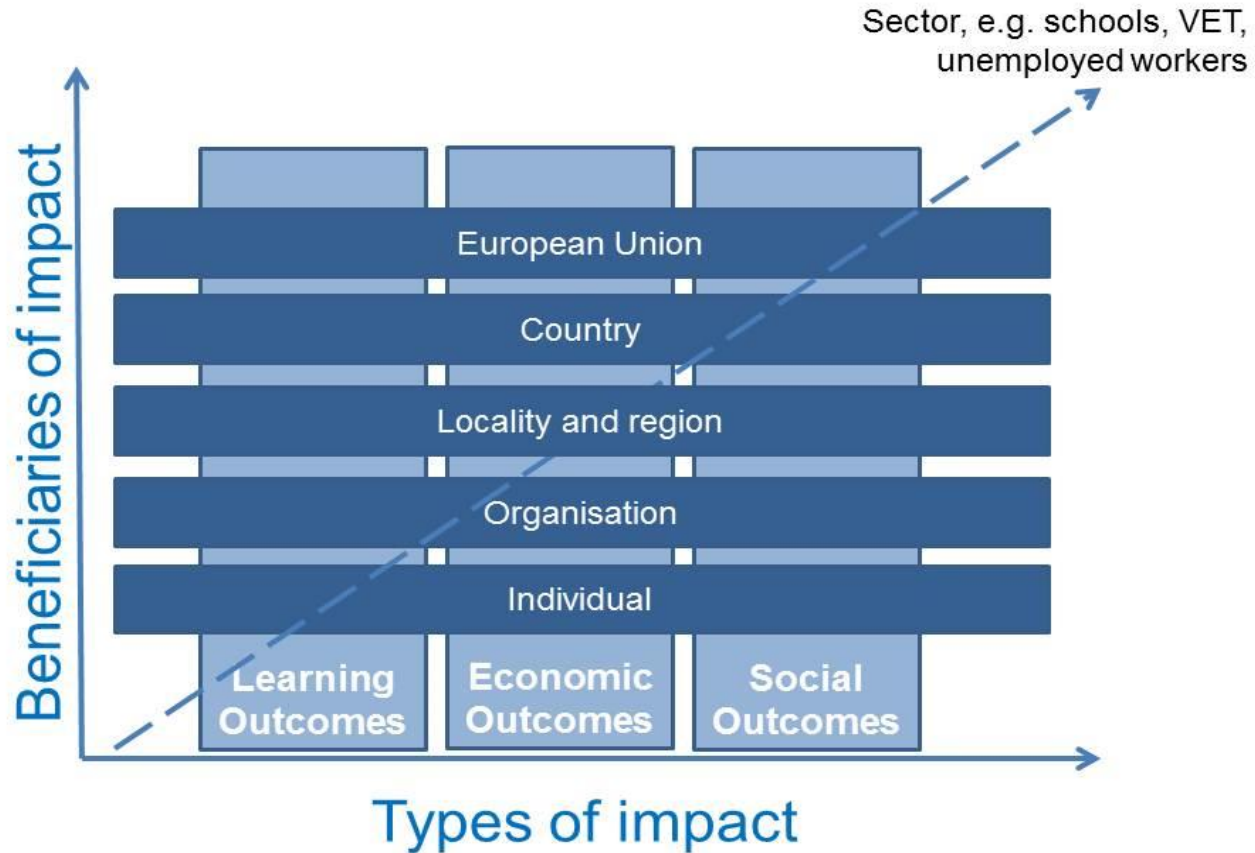 Sector, e.g. schools, VET,
unemployed workers
Beneficiaries of impact
European Union
Country
Locality and region
Organisation
Individual
Learning
Outcomes
Economic
Outcomes
Social
Outcomes
Types of impact